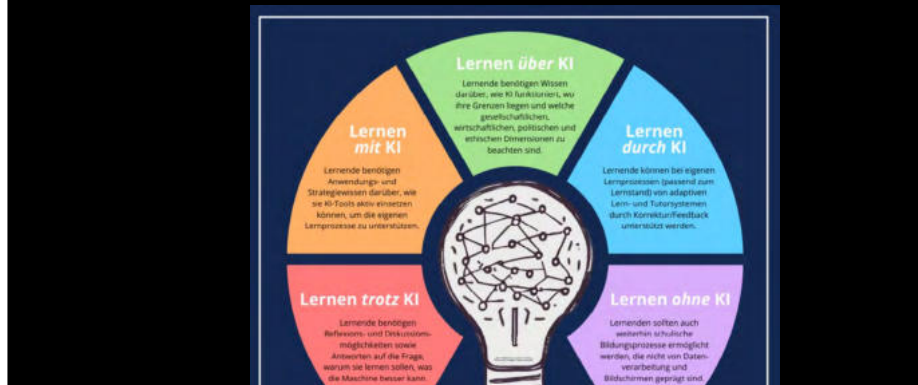 Lernen über KI
Lernende benötigen Wissen
darüber, wie KI funktioniert, wo
ihre Grenzen liegen und welche
gesellschaftlichen,
wirtschaftlichen, politischen und
ethischen Dimensionen zu
beachten sind.
Lernen
mit KI
Lernende benötigen
Anwendungs- und
Strategiewissen darüber, wie
sie KI-Tools aktiv einsetzen
können, um die eigenen
Lernprozesse zu unterstützen.
Lernen
durch KI
Lernende können bei eigenen
Lernprozessen (passend zum
Lernstand) von adaptiven
Lern- und Tutorsystemen
durch Korrektur/Feedback
unterstützt werden.
Lernen trotz KI
Lernende benötigen
Reflexions- und Diskussions-
möglichkeiten sowie
Antworten auf die Frage,
warum sie lernen sollen, was
die Maschine besser kann.
Lernen ohne KI
Lernenden sollten auch
weiterhin schulische
Bildungsprozesse ermöglicht
werden, die nicht von Daten-
verarbeitung und
Bildschirmen geprägt sind.